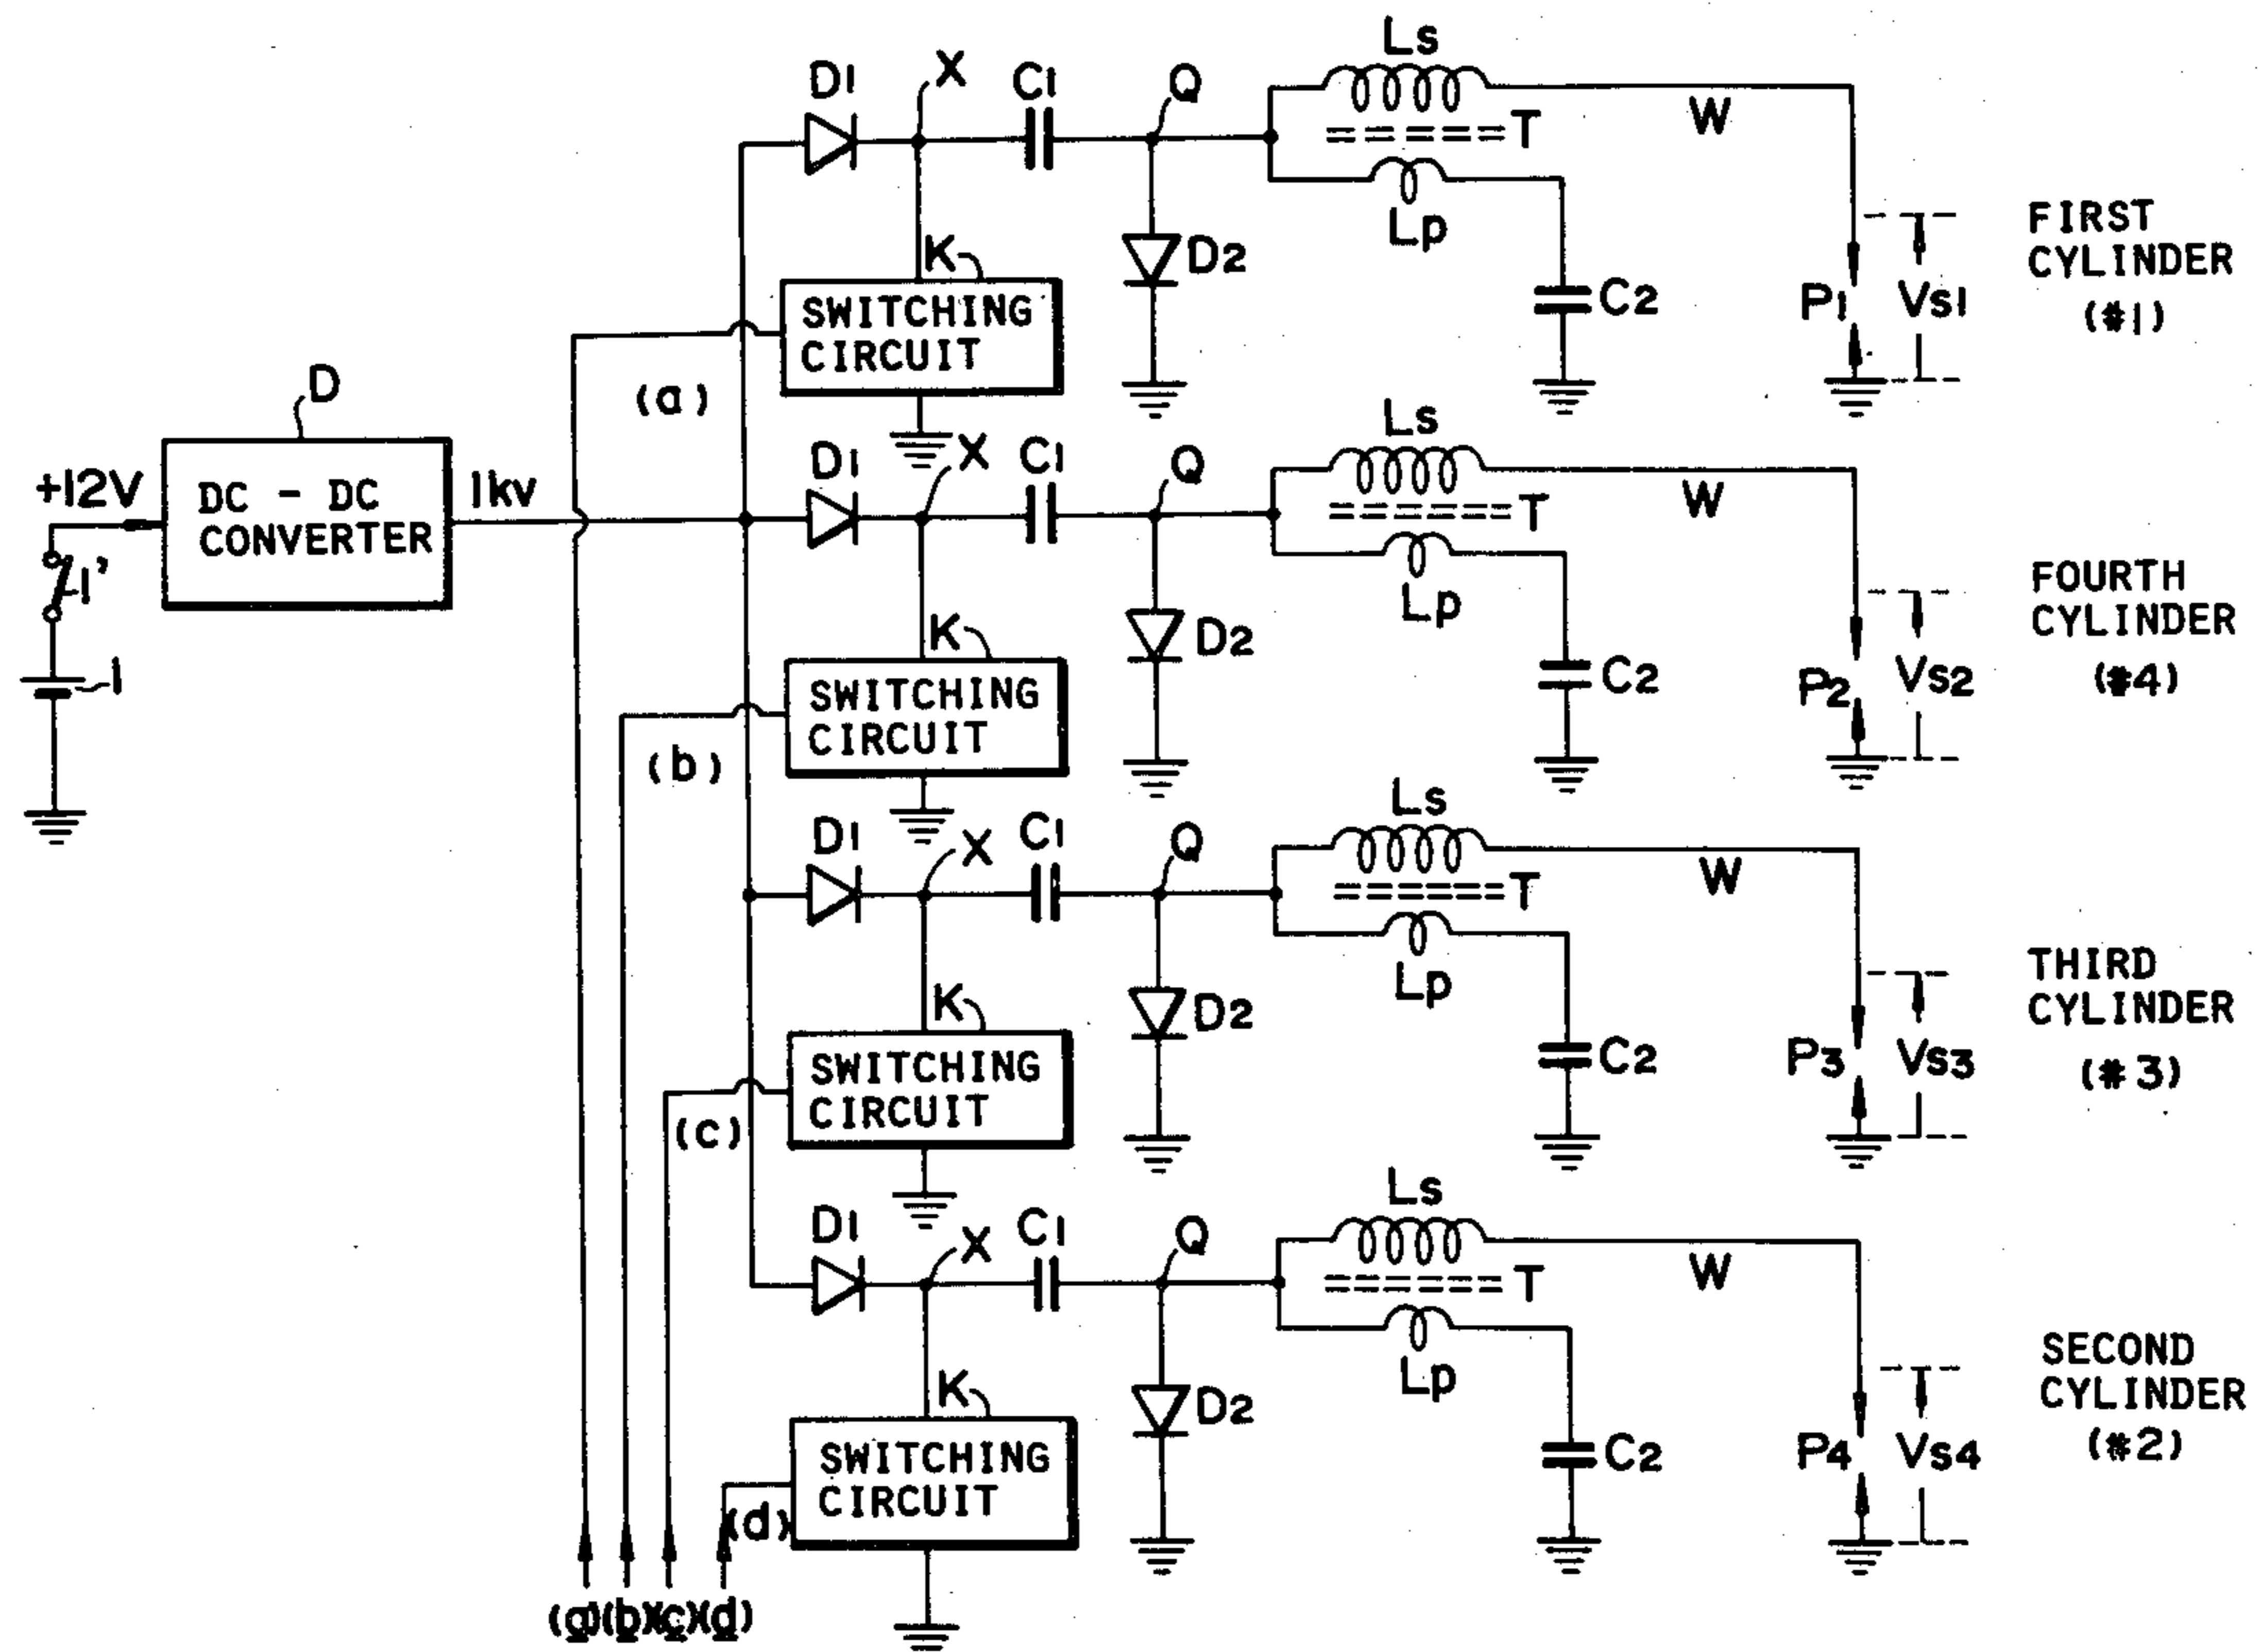 Ls
D1 X C1 Q
T W
Lp
K D2
SWITCHING
CIRCUIT
C2
P1 Vs1
FIRST
CYLINDER
(#1)
(a)
D
+12V
DC - DC
CONVERTER
1kv
1'
1
Ls
D1 X C1 Q
T W
Lp
K D2
SWITCHING
CIRCUIT
C2
P2 Vs2
FOURTH
CYLINDER
(#4)
(b)
Ls
D1 X C1 Q
T W
Lp
K D2
SWITCHING
CIRCUIT
C2
P3 Vs3
THIRD
CYLINDER
(#3)
(c)
Ls
D1 X C1 Q
T W
Lp
K D2
SWITCHING
CIRCUIT
C2
P4 Vs4
SECOND
CYLINDER
(#2)
(d)
(a)(b)(c)(d)